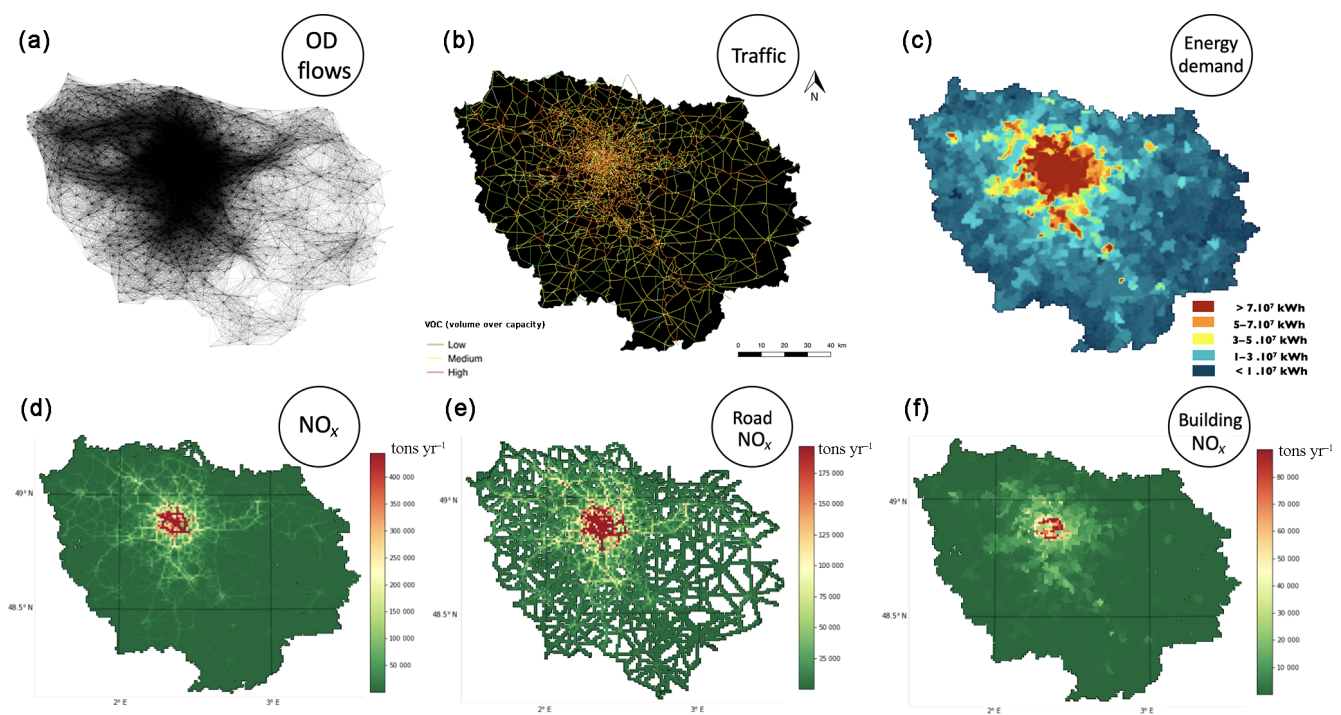 (a)
OD
flows
(b)
Traffic
N
VOC (volume over capacity)
Low
Medium
High
0 10 20 30 40 km
(c)
Energy
demand
> 7.10⁷ kWh
5–7.10⁷ kWh
3–5 .10⁷ kWh
1–3 .10⁷ kWh
< 1 .10⁷ kWh
(d)
NOₓ
tons yr⁻¹
400 000
350 000
300 000
250 000
200 000
150 000
100 000
50 000
49° N
48.5° N
2° E
3° E
(e)
Road
NOₓ
tons yr⁻¹
175 000
150 000
125 000
100 000
75 000
50 000
25 000
49° N
48.5° N
2° E
3° E
(f)
Building
NOₓ
tons yr⁻¹
80 000
70 000
60 000
50 000
40 000
30 000
20 000
10 000
49° N
48.5° N
2° E
3° E